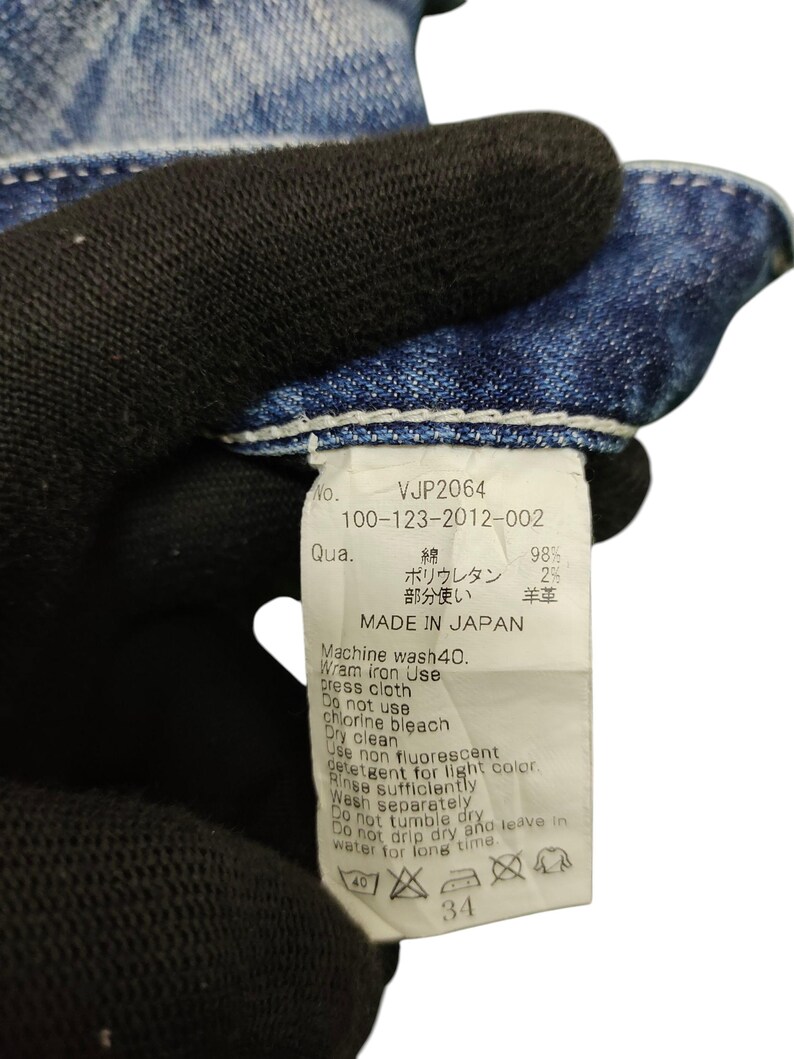 No. VJP2064
100-123-2012-002
Qua. 綿 98%
ポリウレタン 2%
部分使い 羊革
MADE IN JAPAN
Machine wash40.
Wram iron Use
press cloth
Do not use
chlorine bleach
Dry clean
Use non fluorescent
detetgent for light color.
Rinse sufficiently
Wash separately
Do not tumble dry
Do not drip dry and leave in
water for long time.
40
34